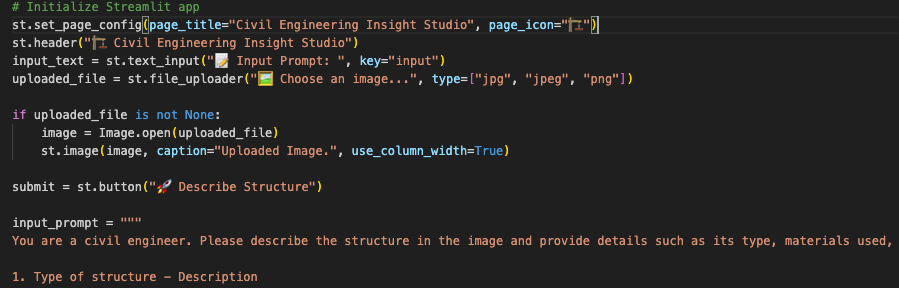 # Initialize Streamlit app
st.set_page_config(page_title="Civil Engineering Insight Studio", page_icon="🏗️")
st.header("🏗️ Civil Engineering Insight Studio")
input_text = st.text_input("📝 Input Prompt: ", key="input")
uploaded_file = st.file_uploader("🖼️ Choose an image...", type=["jpg", "jpeg", "png"])

if uploaded_file is not None:
    image = Image.open(uploaded_file)
    st.image(image, caption="Uploaded Image.", use_column_width=True)

submit = st.button("🚀 Describe Structure")

input_prompt = """
You are a civil engineer. Please describe the structure in the image and provide details such as its type, materials used,

1. Type of structure - Description